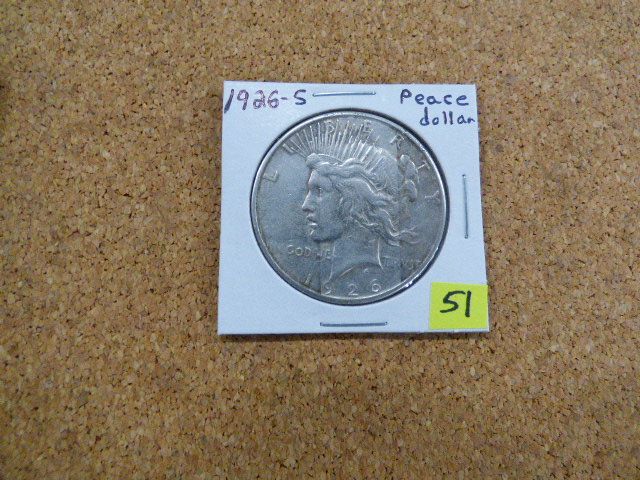 1926-S Peace
dollar
LIBERTY
GOD WE TRVST
1926
51